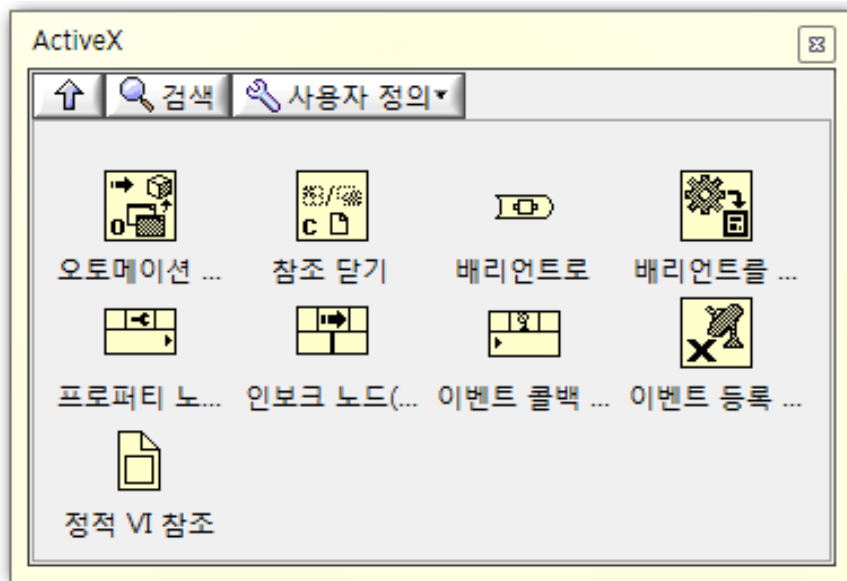 ActiveX
검색 사용자 정의
오토메이션 ... 참조 닫기 배리언트로 배리언트를 ...
프로퍼티 노... 인보크 노드(... 이벤트 콜백 ... 이벤트 등록 ...
정적 VI 참조